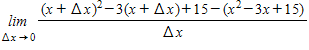 lim Δx→0 ((x + Δx)²−3(x + Δx)+15−(x²−3x+15))/Δx